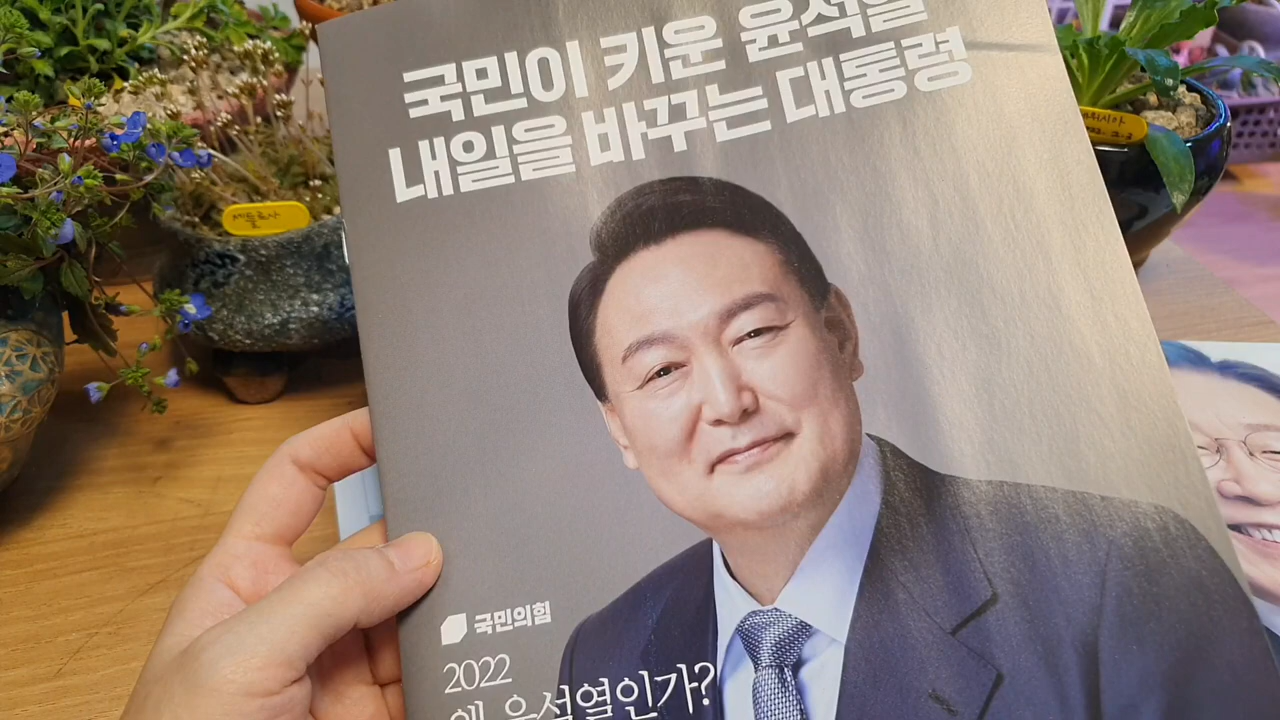 국민이 키운 윤석열
내일을 바꾸는 대통령
국민의힘
2022
왜 윤석열인가?